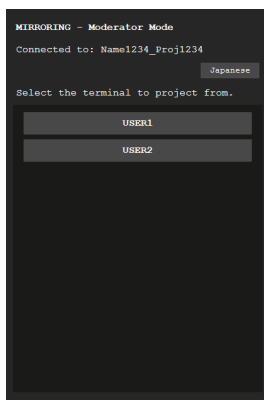 MIRRORING - Moderator Mode
Connected to: Name1234_Proj1234
Japanese
Select the terminal to project from.
USER1
USER2